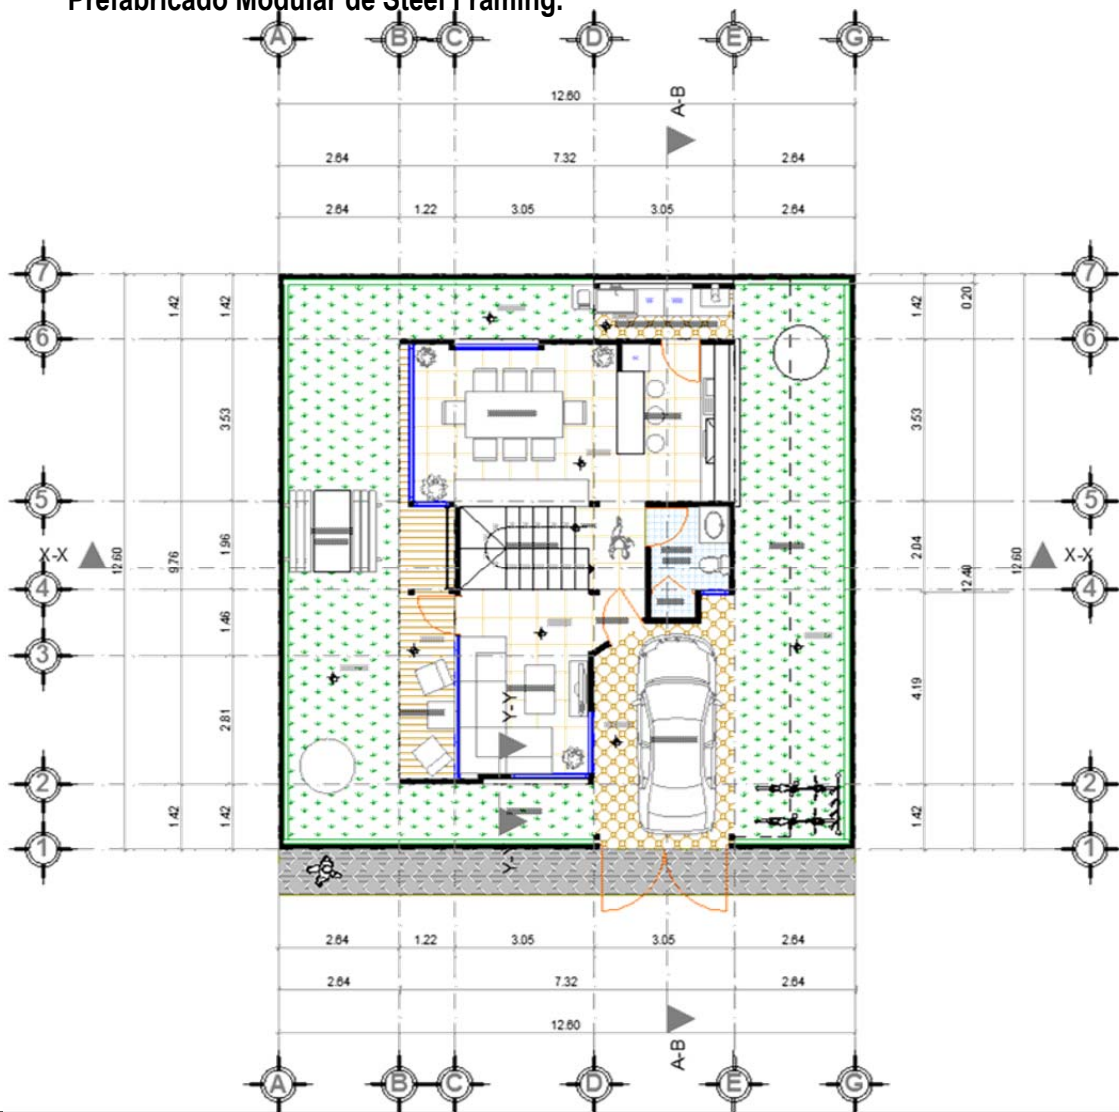 Prefabricado Modular de Steel Framing.
A B C D E G
12.60
A-B
2.64 7.32 2.64
2.64 1.22 3.05 3.05 2.64
7 7
1.42 1.42 1.42 0.20
6 6
3.53 3.53
5 5
X-X 12.60 9.76 1.96 2.04 12.40 12.60 X-X
4 4
1.46
3 3
2.81 4.19
Y-Y
2 2
1.42 1.42 1.42
1 1
Y-Y
2.64 1.22 3.05 3.05 2.64
2.64 7.32 2.64
12.60
A-B
A B C D E G